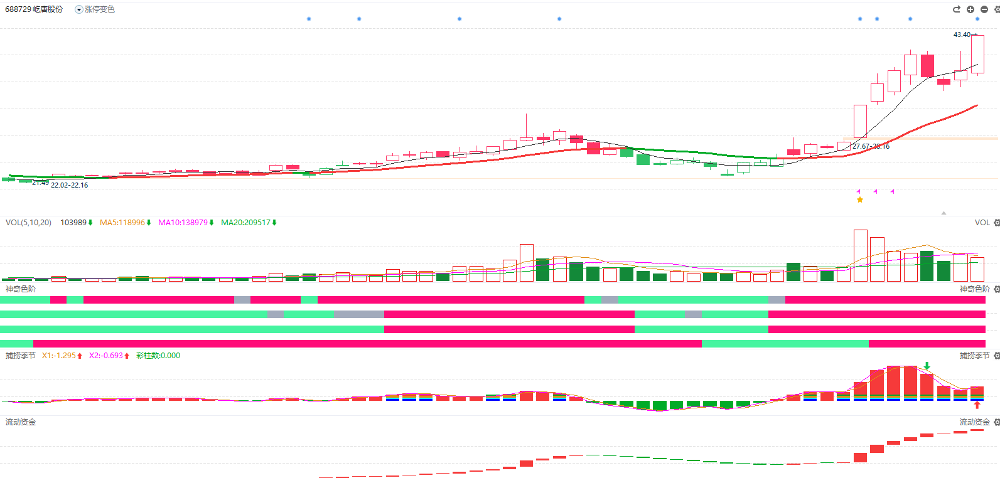 688729 屹唐股份 涨停变色
43.40
27.67-28.16
21.49
22.02-22.16
VOL(5,10,20) 103989 MA5:118996 MA10:138979 MA20:209517 VOL
神奇色阶 神奇色阶
捕捞季节 X1:-1.295 X2:-0.693 彩柱数:0.000 捕捞季节
流动资金 流动资金